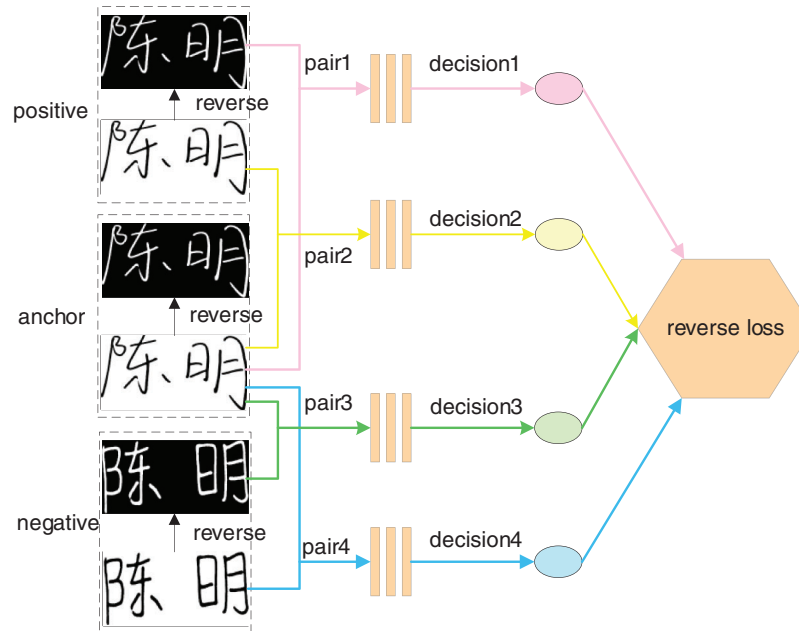 陈明
pair1
decision1
reverse
positive
陈明
decision2
陈明
pair2
reverse
anchor
reverse loss
陈明
pair3
decision3
陈明
negative
reverse
pair4
decision4
陈明